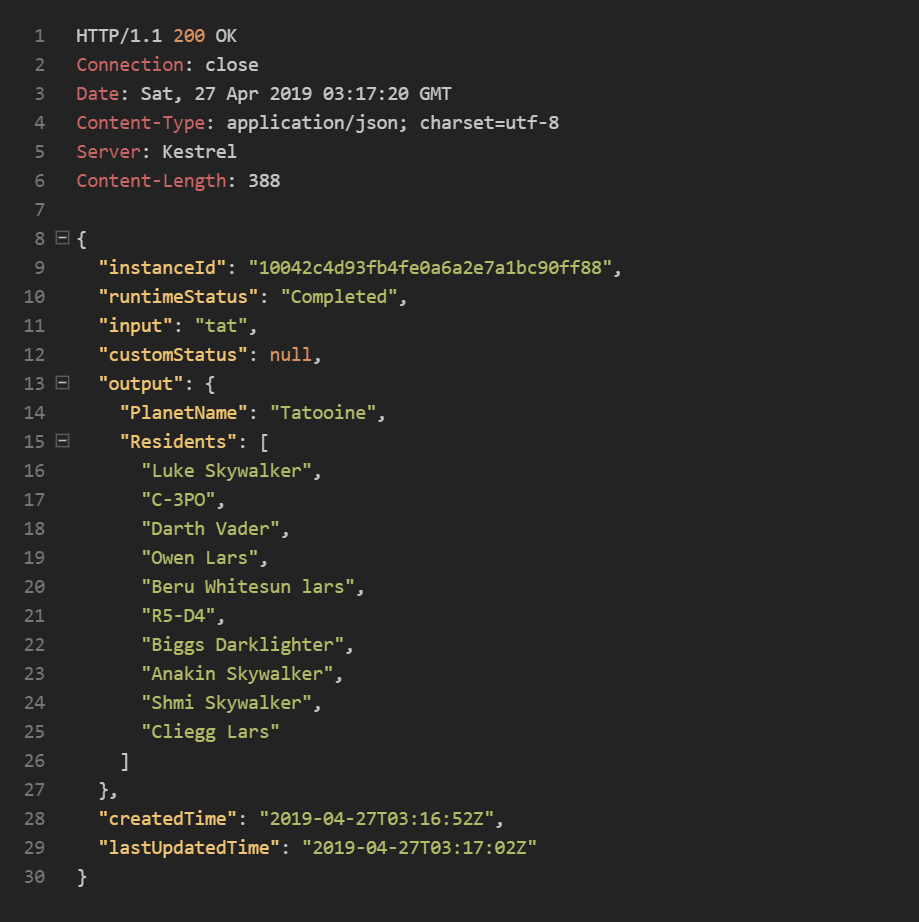 1 HTTP/1.1 200 OK
2 Connection: close
3 Date: Sat, 27 Apr 2019 03:17:20 GMT
4 Content-Type: application/json; charset=utf-8
5 Server: Kestrel
6 Content-Length: 388
7
8 {
9 "instanceId": "10042c4d93fb4fe0a6a2e7a1bc90ff88",
10 "runtimeStatus": "Completed",
11 "input": "tat",
12 "customStatus": null,
13 "output": {
14 "PlanetName": "Tatooine",
15 "Residents": [
16 "Luke Skywalker",
17 "C-3PO",
18 "Darth Vader",
19 "Owen Lars",
20 "Beru Whitesun lars",
21 "R5-D4",
22 "Biggs Darklighter",
23 "Anakin Skywalker",
24 "Shmi Skywalker",
25 "Cliegg Lars"
26 ]
27 },
28 "createdTime": "2019-04-27T03:16:52Z",
29 "lastUpdatedTime": "2019-04-27T03:17:02Z"
30 }